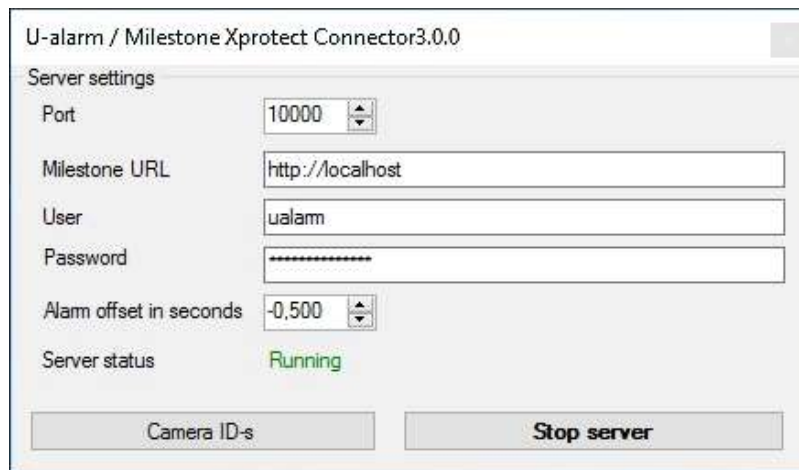 U-alarm / Milestone Xprotect Connector3.0.0
Server settings
Port 10000
Milestone URL http://localhost
User ualarm
Password **************
Alarm offset in seconds -0,500
Server status Running
Camera ID-s Stop server